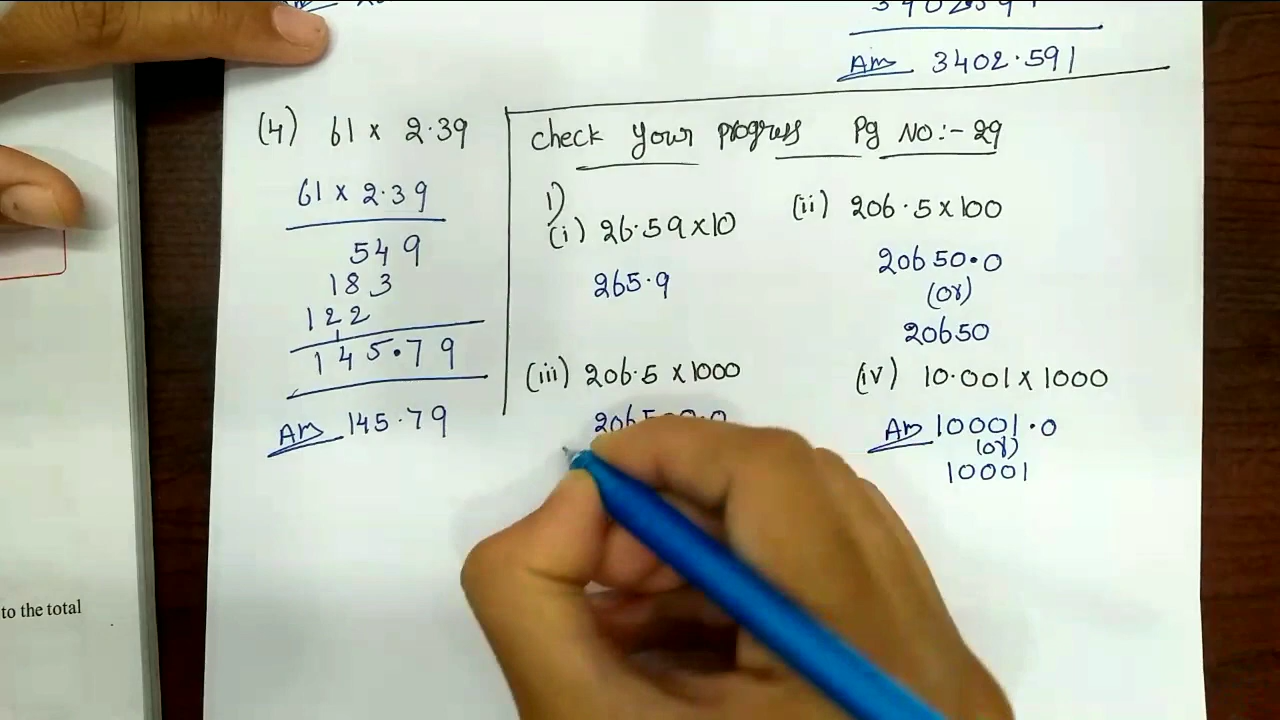 Ans 3402.591
(4) 61 x 2.39
61 x 2.39
549
183
122
1
145.79
Ans 145.79
Check your progress Pg No:- 29
1)
(i) 26.59 x 10
265.9
(ii) 206.5 x 100
20650.0
(or)
20650
(iii) 206.5 x 1000
(iv) 10.001 x 1000
Ans 10001.0
(or)
10001
to the total